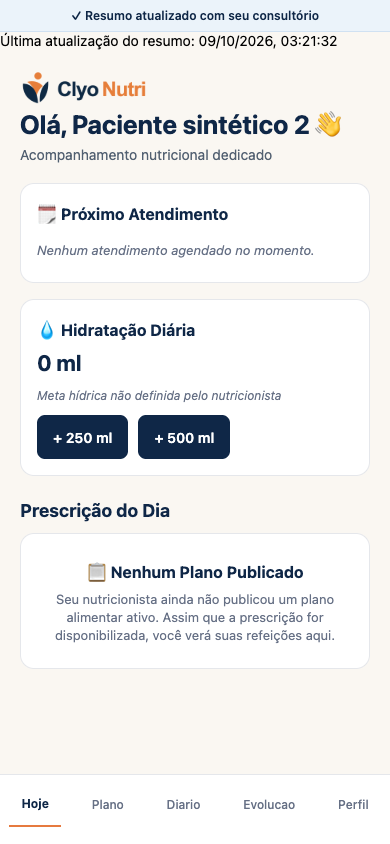 ✓ Resumo atualizado com seu consultório
Última atualização do resumo: 09/10/2026, 03:21:32
Clyo Nutri
Olá, Paciente sintético 2 👋
Acompanhamento nutricional dedicado
Próximo Atendimento
Nenhum atendimento agendado no momento.
💧 Hidratação Diária
0 ml
Meta hídrica não definida pelo nutricionista
+ 250 ml
+ 500 ml
Prescrição do Dia
📋 Nenhum Plano Publicado
Seu nutricionista ainda não publicou um plano
alimentar ativo. Assim que a prescrição for
disponibilizada, você verá suas refeições aqui.
Hoje
Plano
Diario
Evolucao
Perfil